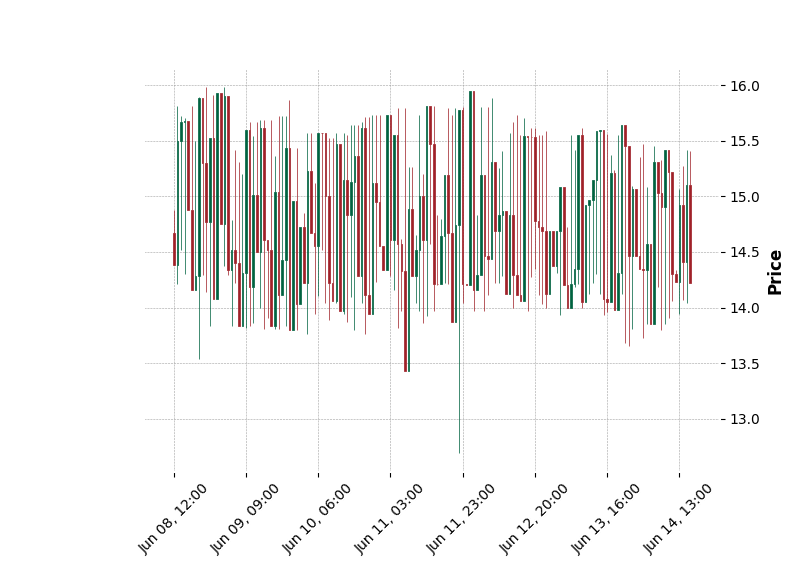 16.0
15.5
15.0
14.5
14.0
13.5
13.0
Price
Jun 08, 12:00
Jun 09, 09:00
Jun 10, 06:00
Jun 11, 03:00
Jun 11, 23:00
Jun 12, 20:00
Jun 13, 16:00
Jun 14, 13:00